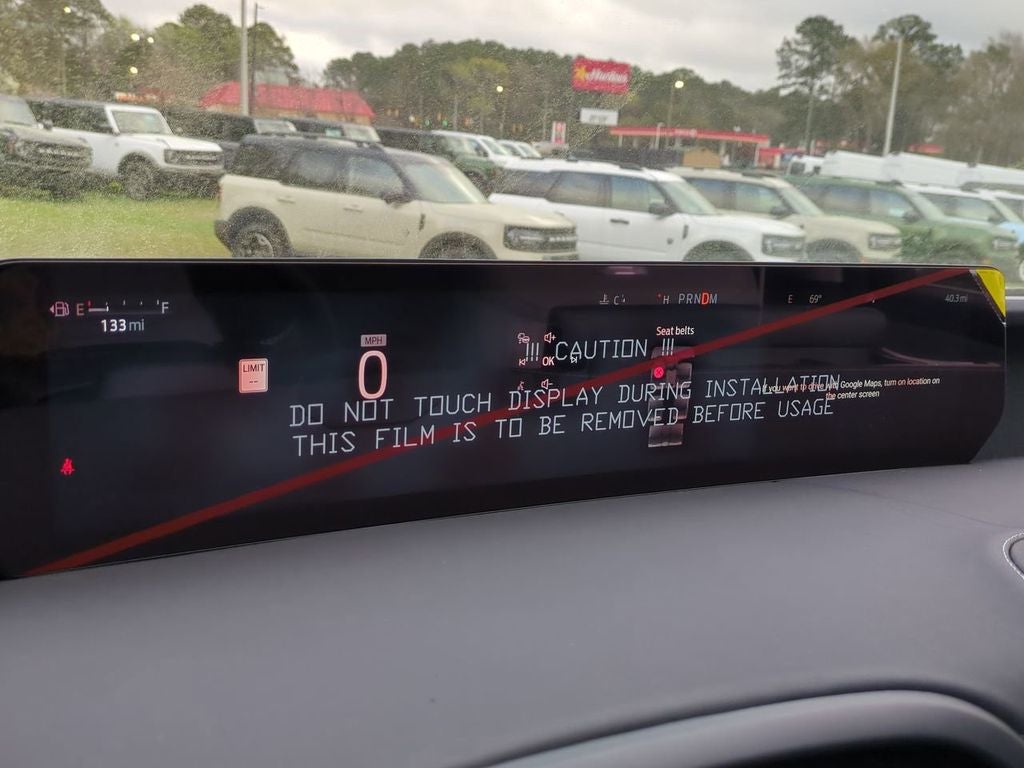 Hardee's
E F
133 mi
LIMIT
--
MPH
0
C H PRNDM
E 69° 40.3 mi
Seat belts
OK
!!! CAUTION !!!
If you want to drive with Google Maps, turn on location on
the center screen
DO NOT TOUCH DISPLAY DURING INSTALLATION
THIS FILM IS TO BE REMOVED BEFORE USAGE